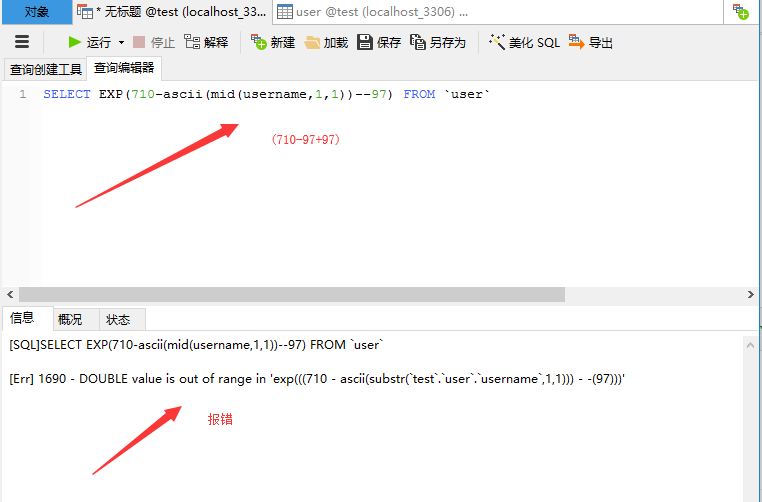 对象
* 无标题 @test (localhost_33...
user @test (localhost_3306) ...
运行
停止
解释
新建
加载
保存
另存为
美化 SQL
导出
查询创建工具
查询编辑器
1 SELECT EXP(710-ascii(mid(username,1,1))--97) FROM `user`
(710-97+97)
信息
概况
状态
[SQL]SELECT EXP(710-ascii(mid(username,1,1))--97) FROM `user`
[Err] 1690 - DOUBLE value is out of range in 'exp(((710 - ascii(substr(`test`.`user`.`username`,1,1))) - -(97)))'
报错